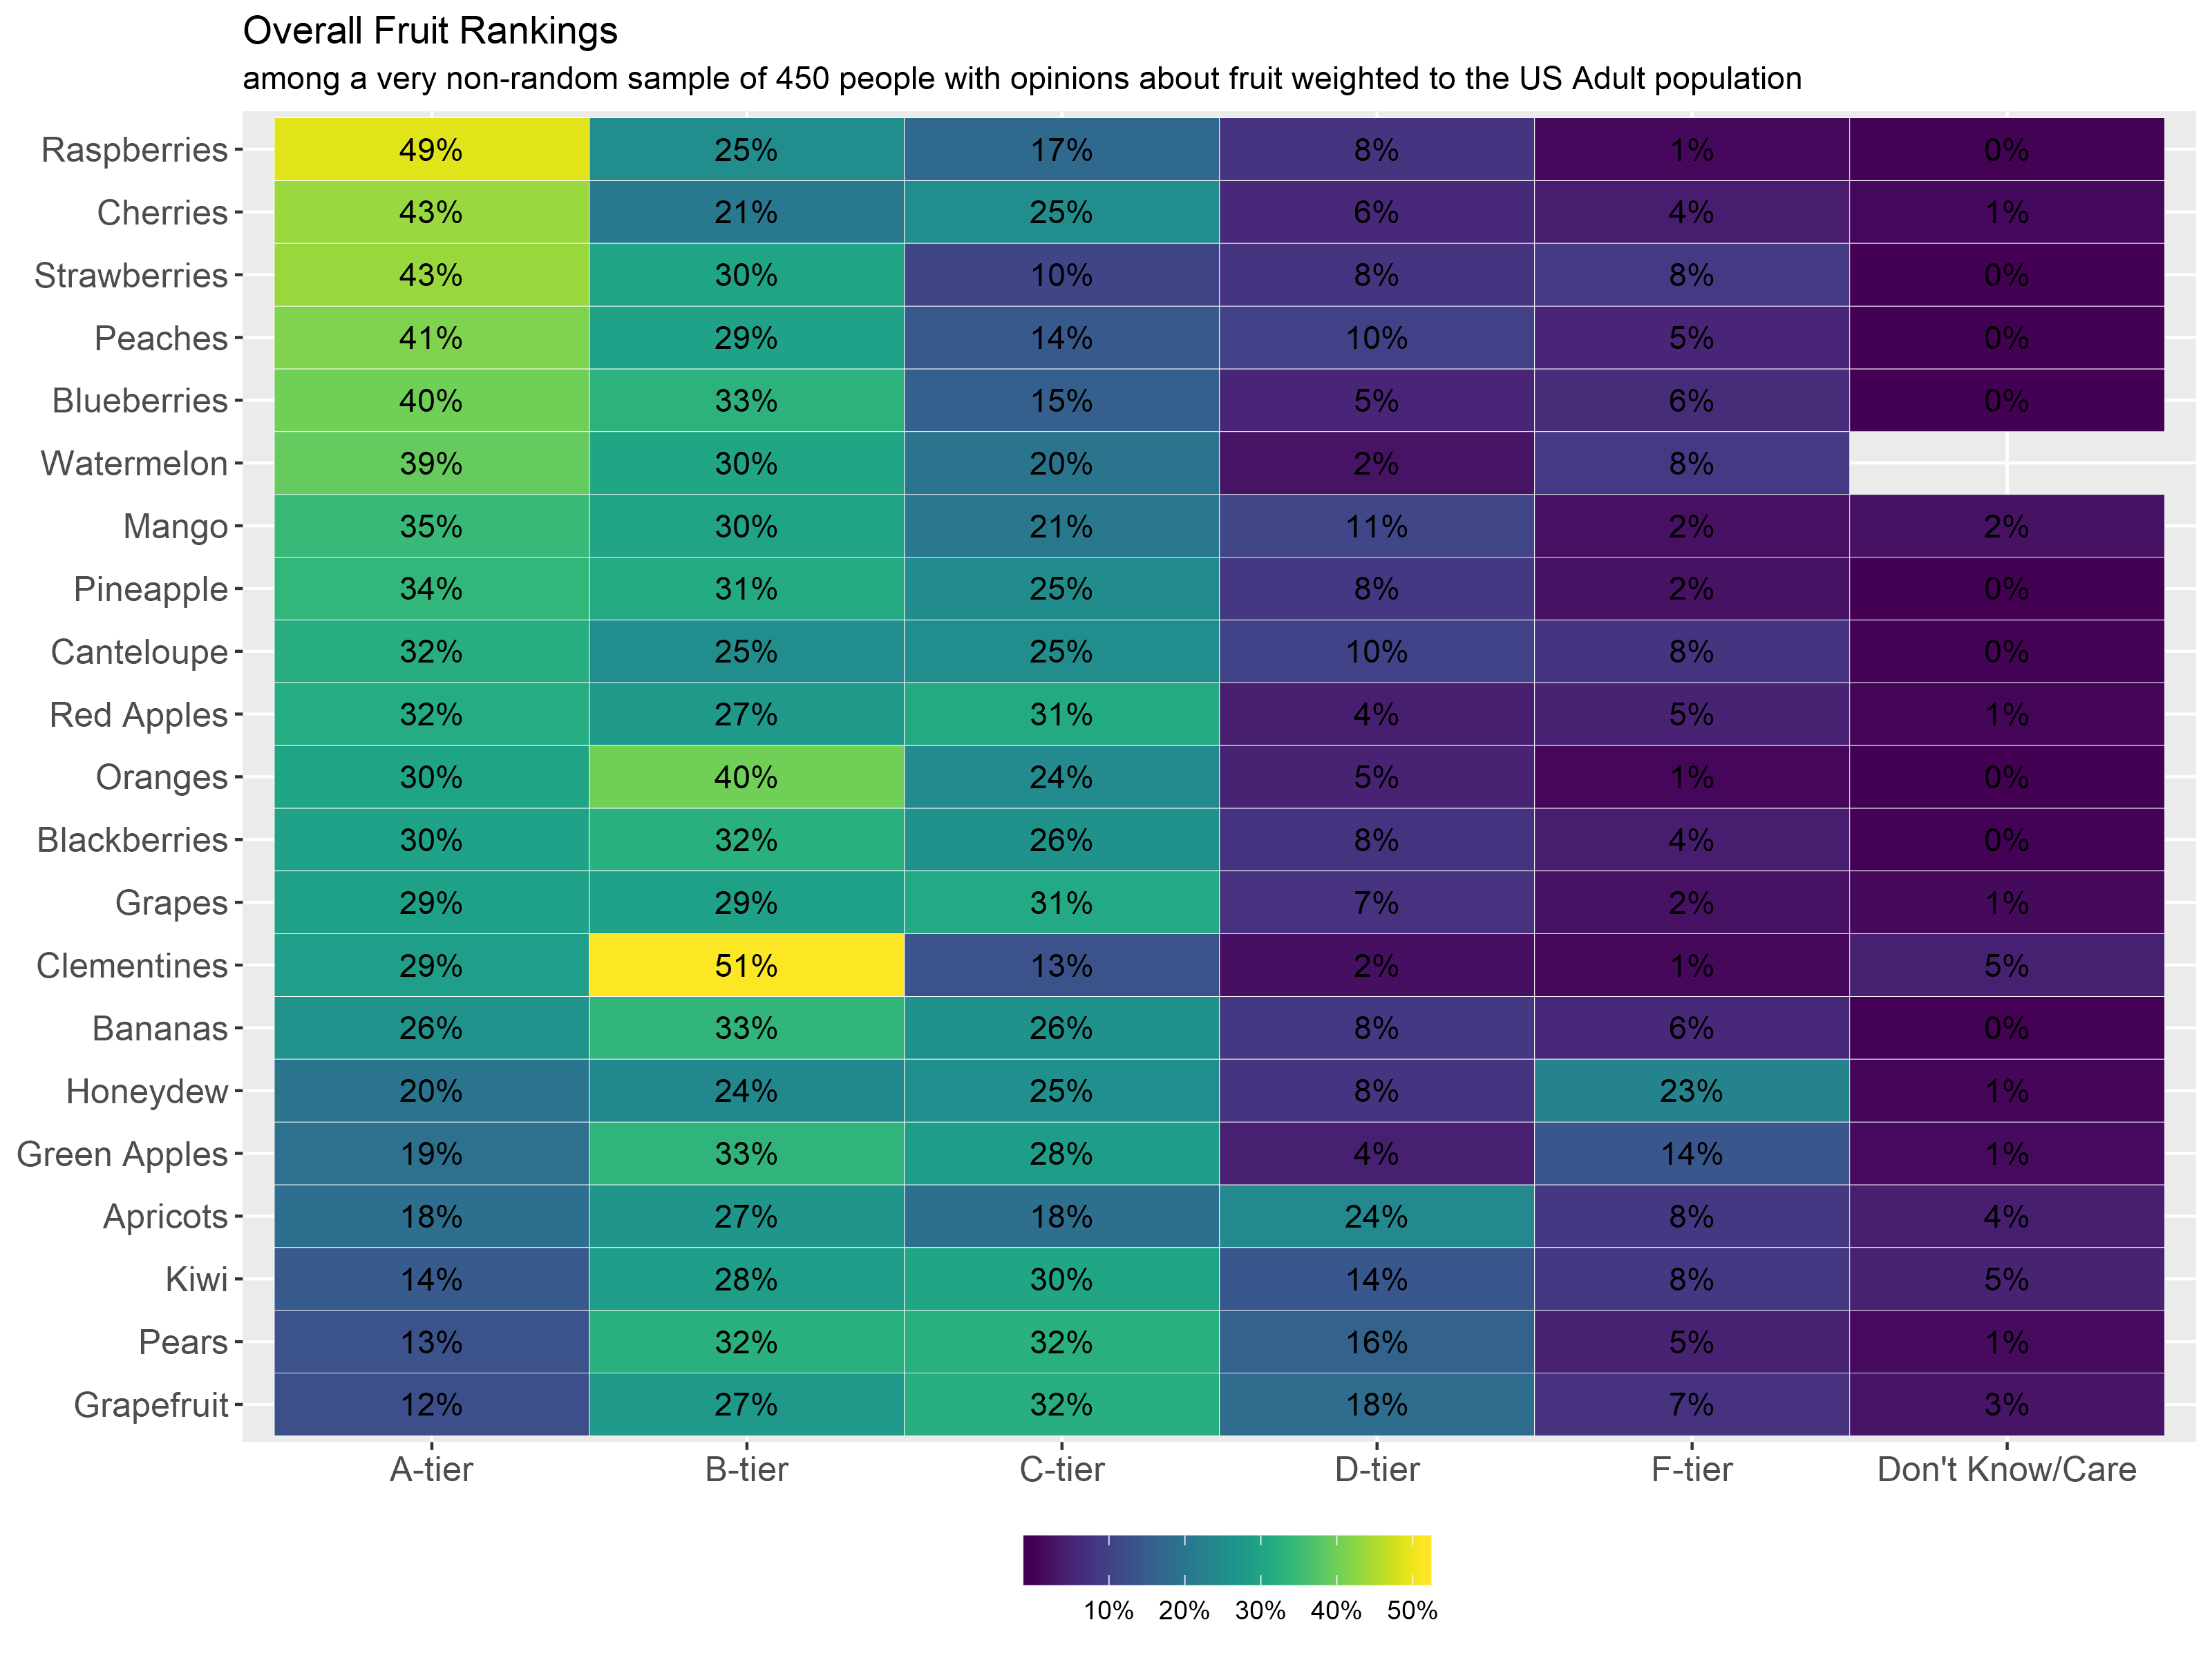 Overall Fruit Rankings
among a very non-random sample of 450 people with opinions about fruit weighted to the US Adult population
Raspberries 49% 25% 17% 8% 1% 0%
Cherries 43% 21% 25% 6% 4% 1%
Strawberries 43% 30% 10% 8% 8% 0%
Peaches 41% 29% 14% 10% 5% 0%
Blueberries 40% 33% 15% 5% 6% 0%
Watermelon 39% 30% 20% 2% 8%
Mango 35% 30% 21% 11% 2% 2%
Pineapple 34% 31% 25% 8% 2% 0%
Canteloupe 32% 25% 25% 10% 8% 0%
Red Apples 32% 27% 31% 4% 5% 1%
Oranges 30% 40% 24% 5% 1% 0%
Blackberries 30% 32% 26% 8% 4% 0%
Grapes 29% 29% 31% 7% 2% 1%
Clementines 29% 51% 13% 2% 1% 5%
Bananas 26% 33% 26% 8% 6% 0%
Honeydew 20% 24% 25% 8% 23% 1%
Green Apples 19% 33% 28% 4% 14% 1%
Apricots 18% 27% 18% 24% 8% 4%
Kiwi 14% 28% 30% 14% 8% 5%
Pears 13% 32% 32% 16% 5% 1%
Grapefruit 12% 27% 32% 18% 7% 3%
A-tier B-tier C-tier D-tier F-tier Don't Know/Care
10% 20% 30% 40% 50%